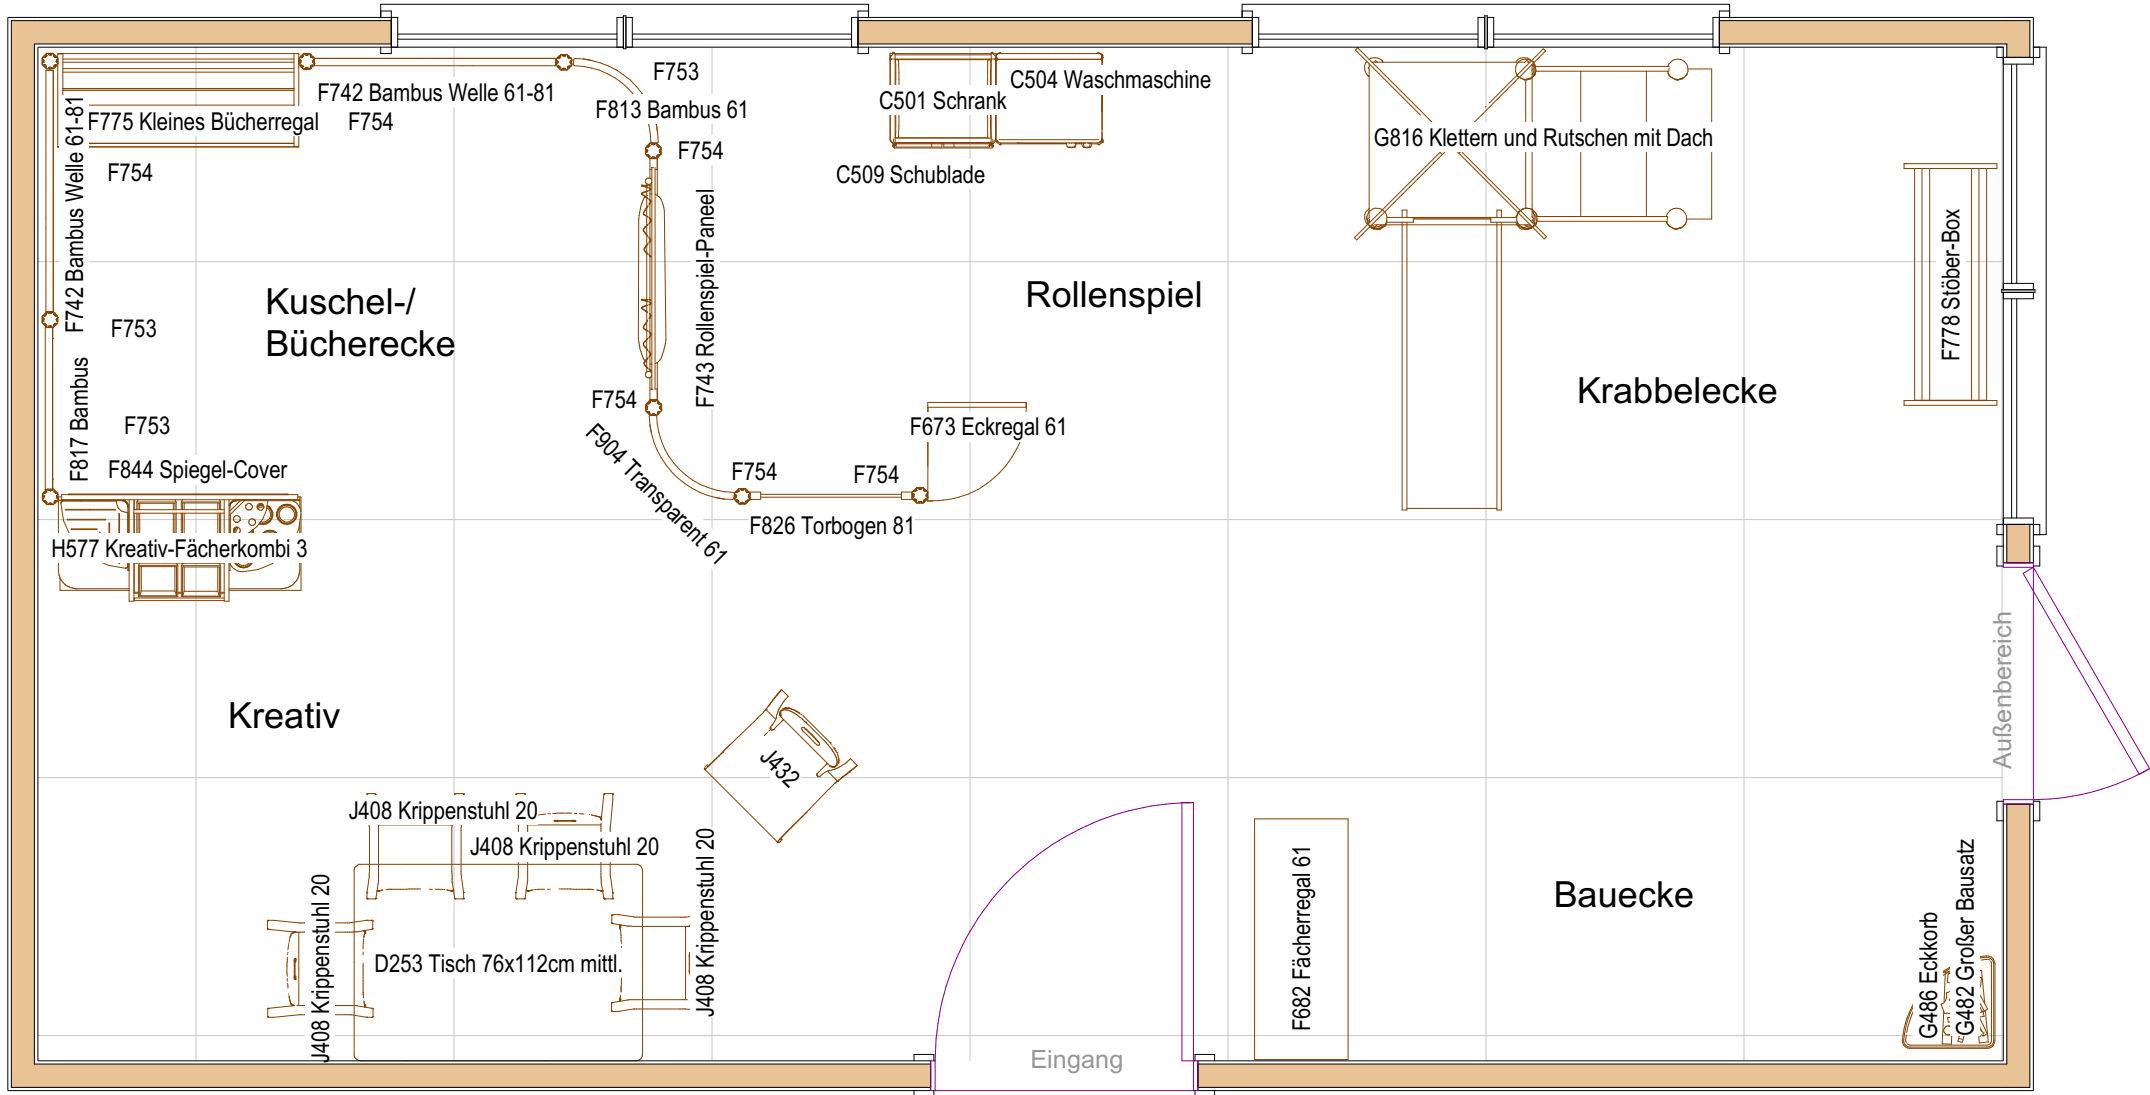 F753
C504 Waschmaschine
F742 Bambus Welle 61-81
C501 Schrank
F813 Bambus 61
F775 Kleines Bücherregal
F754
G816 Klettern und Rutschen mit Dach
F754
F754
C509 Schublade
F742 Bambus Welle 61-81
F743 Rollenspiel-Paneel
Kuschel-/
Bücherecke
Rollenspiel
F778 Stöber-Box
F753
Krabbelecke
F754
F817 Bambus
F753
F673 Eckregal 61
F844 Spiegel-Cover
F904 Transparent 61
F754
F754
F826 Torbogen 81
H577 Kreativ-Fächerkombi 3
Außenbereich
Kreativ
J432
J408 Krippenstuhl 20
J408 Krippenstuhl 20
J408 Krippenstuhl 20
J408 Krippenstuhl 20
D253 Tisch 76x112cm mittl.
F682 Fächerregal 61
Bauecke
G486 Eckkorb
G482 Großer Bausatz
Eingang